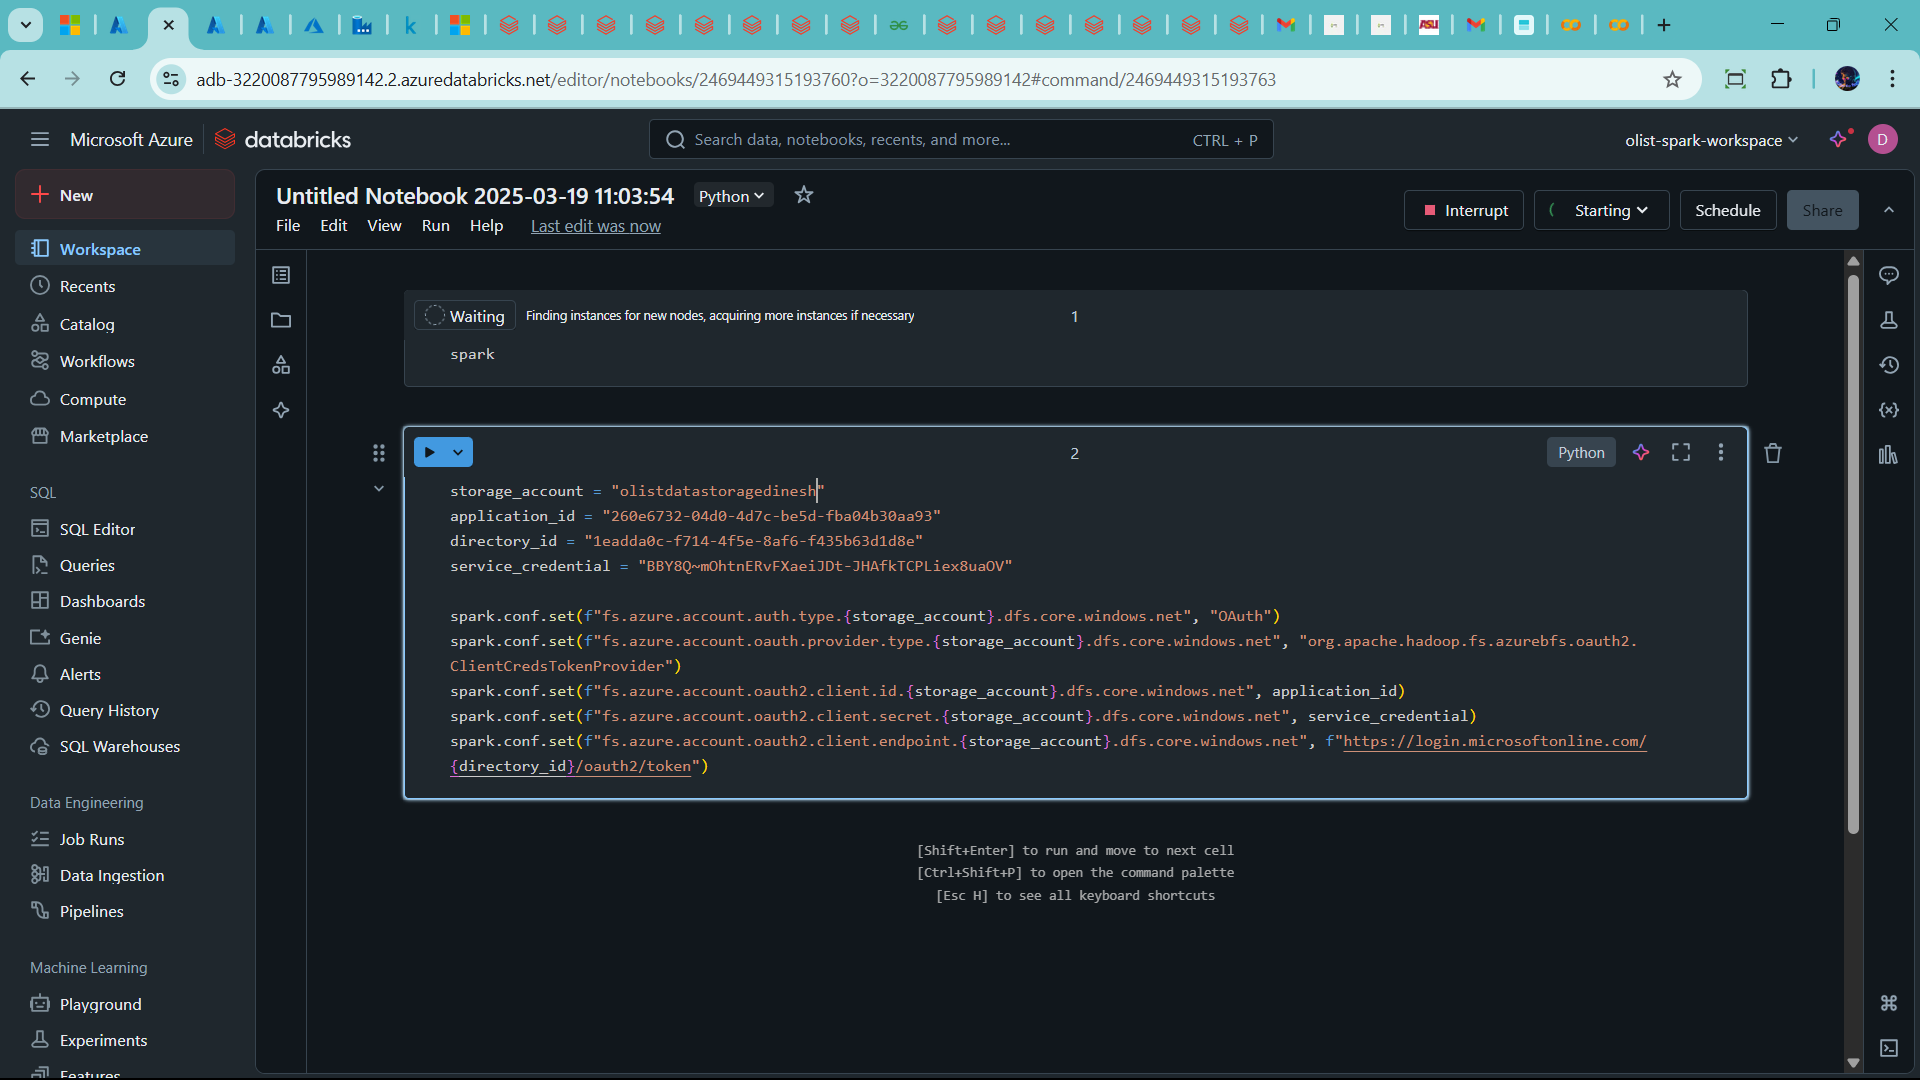 adb-3220087795989142.2.azuredatabricks.net/editor/notebooks/2469449315193760?o=3220087795989142#command/2469449315193763
Microsoft Azure databricks
Search data, notebooks, recents, and more... CTRL + P
olist-spark-workspace
D
New
Workspace
Recents
Catalog
Workflows
Compute
Marketplace
SQL
SQL Editor
Queries
Dashboards
Genie
Alerts
Query History
SQL Warehouses
Data Engineering
Job Runs
Data Ingestion
Pipelines
Machine Learning
Playground
Experiments
Features
Untitled Notebook 2025-03-19 11:03:54 Python
File Edit View Run Help Last edit was now
Interrupt Starting Schedule Share
Waiting Finding instances for new nodes, acquiring more instances if necessary 1
spark
2 Python
storage_account = "olistdatastoragedinesh"
application_id = "260e6732-04d0-4d7c-be5d-fba04b30aa93"
directory_id = "1eadda0c-f714-4f5e-8af6-f435b63d1d8e"
service_credential = "BBY8Q~mOhtnERvFXaeiJDt-JHAfkTCPLiex8uaOV"
spark.conf.set(f"fs.azure.account.auth.type.{storage_account}.dfs.core.windows.net", "OAuth")
spark.conf.set(f"fs.azure.account.oauth.provider.type.{storage_account}.dfs.core.windows.net", "org.apache.hadoop.fs.azurebfs.oauth2.
ClientCredsTokenProvider")
spark.conf.set(f"fs.azure.account.oauth2.client.id.{storage_account}.dfs.core.windows.net", application_id)
spark.conf.set(f"fs.azure.account.oauth2.client.secret.{storage_account}.dfs.core.windows.net", service_credential)
spark.conf.set(f"fs.azure.account.oauth2.client.endpoint.{storage_account}.dfs.core.windows.net", f"https://login.microsoftonline.com/
{directory_id}/oauth2/token")
[Shift+Enter] to run and move to next cell
[Ctrl+Shift+P] to open the command palette
[Esc H] to see all keyboard shortcuts